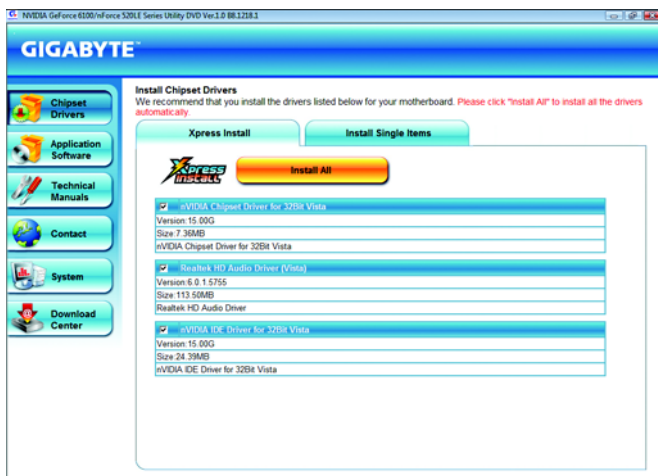 NVIDIA GeForce 6100/nForce 520LE Series Utility DVD Ver.1.0 B8.1218.1
GIGABYTE™
Chipset Drivers
Application Software
Technical Manuals
Contact
System
Download Center
Install Chipset Drivers
We recommend that you install the drivers listed below for your motherboard. Please click "Install All" to install all the drivers
automatically.
Xpress Install
Install Single Items
Xpress Install
Install All
nVIDIA Chipset Driver for 32Bit Vista
Version:15.00G
Size:7.36MB
nVIDIA Chipset Driver for 32Bit Vista
Realtek HD Audio Driver (Vista)
Version:6.0.1.5755
Size:113.50MB
Realtek HD Audio Driver
nVIDIA IDE Driver for 32Bit Vista
Version:15.00G
Size:24.39MB
nVIDIA IDE Driver for 32Bit Vista